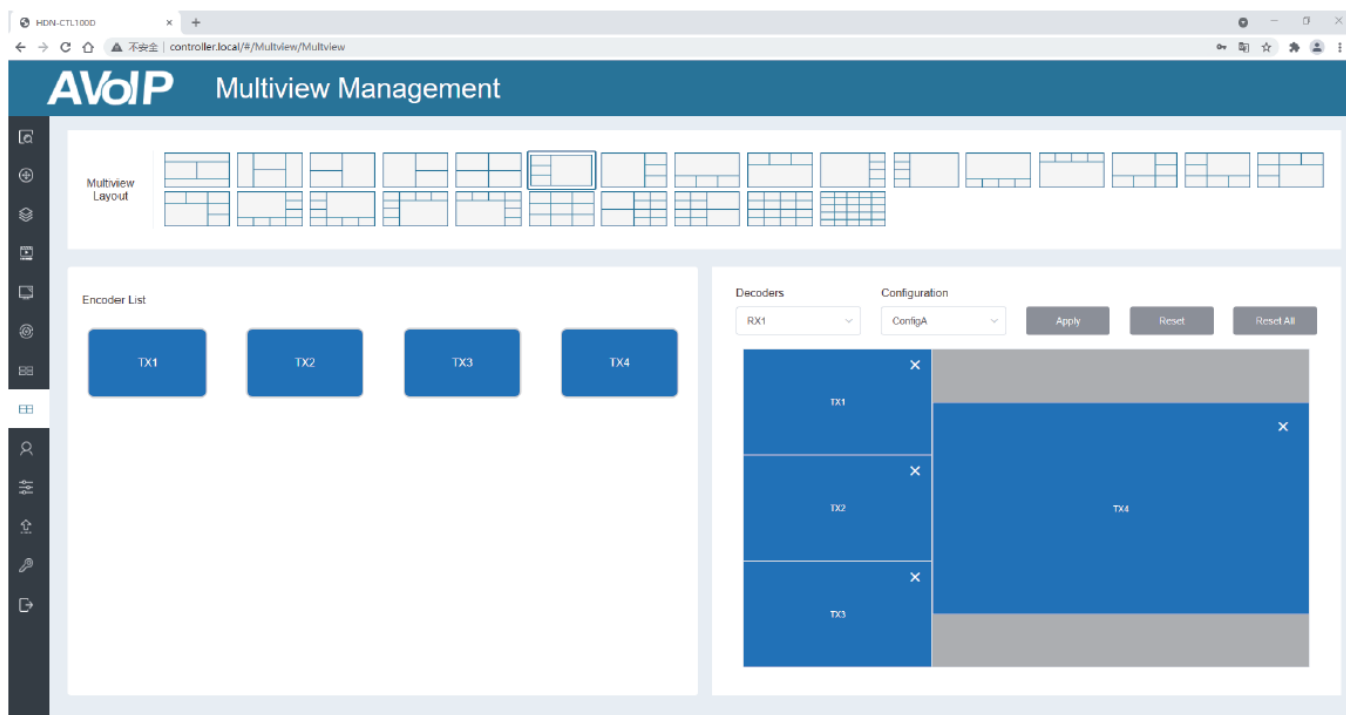 HDN-CTL100D
不安全 controller.local/#/Multview/Multview
AVoIP Multiview Management
Multiview
Layout
Encoder List
TX1 TX2 TX3 TX4
Decoders Configuration
RX1 ConfigA Apply Reset Reset All
TX1
TX2
TX4
TX3